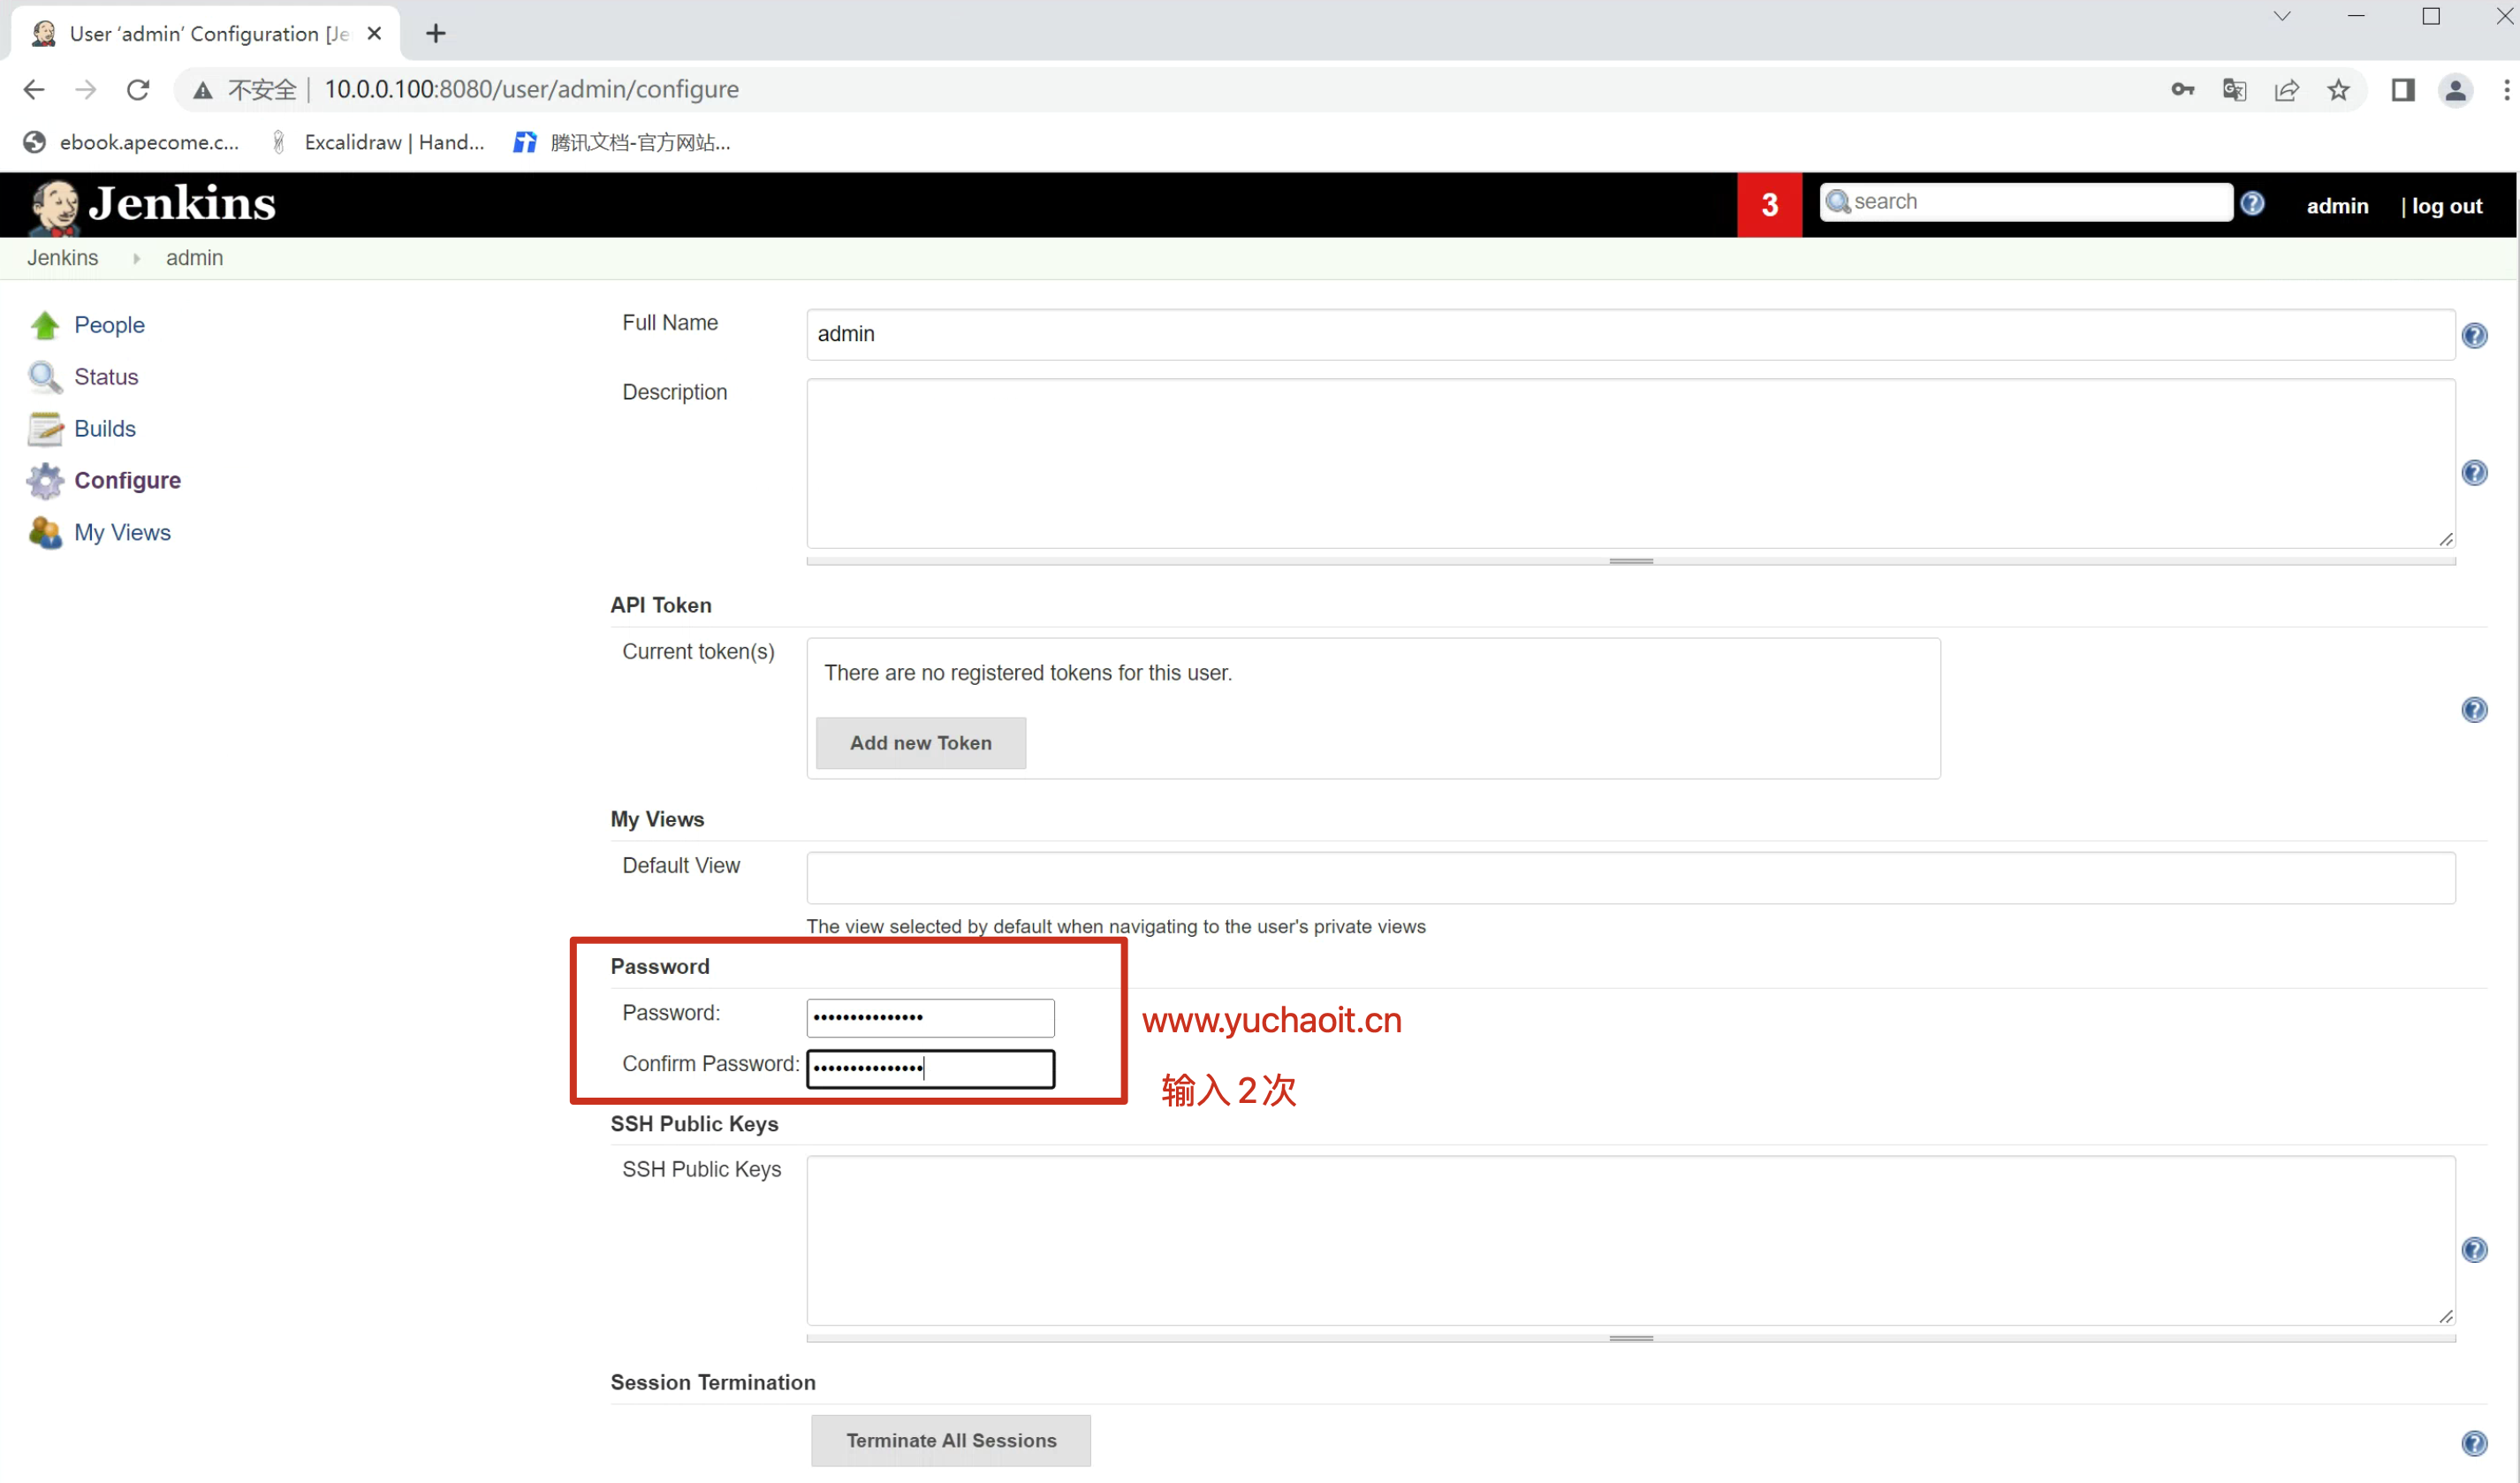 User ‘admin’ Configuration [Je
不安全 | 10.0.0.100:8080/user/admin/configure
ebook.apecome.c...
Excalidraw | Hand...
腾讯文档-官方网站...
Jenkins
3
search
admin
| log out
Jenkins
admin
People
Status
Builds
Configure
My Views
Full Name
admin
Description
API Token
Current token(s)
There are no registered tokens for this user.
Add new Token
My Views
Default View
The view selected by default when navigating to the user's private views
Password
Password:
•••••••••••••••
www.yuchaoit.cn
Confirm Password:
•••••••••••••••
输入2次
SSH Public Keys
SSH Public Keys
Session Termination
Terminate All Sessions